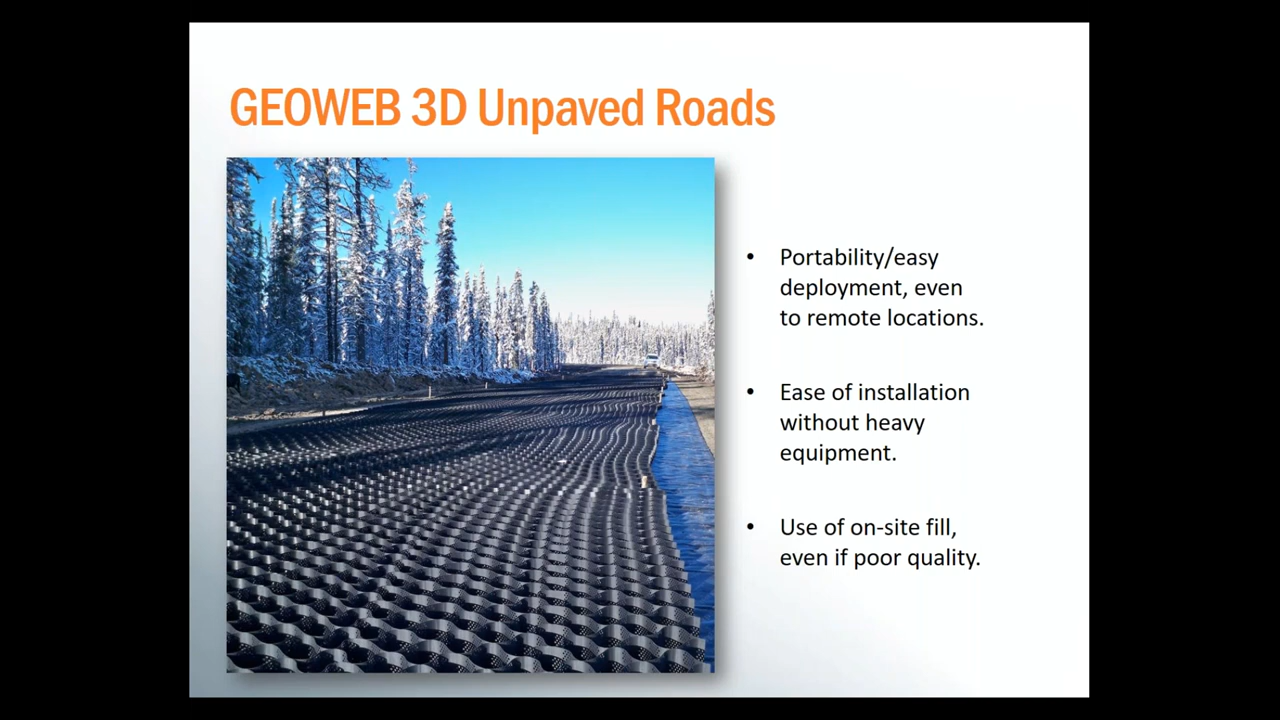 GEOWEB 3D Unpaved Roads
• Portability/easy
deployment, even
to remote locations.
• Ease of installation
without heavy
equipment.
• Use of on-site fill,
even if poor quality.